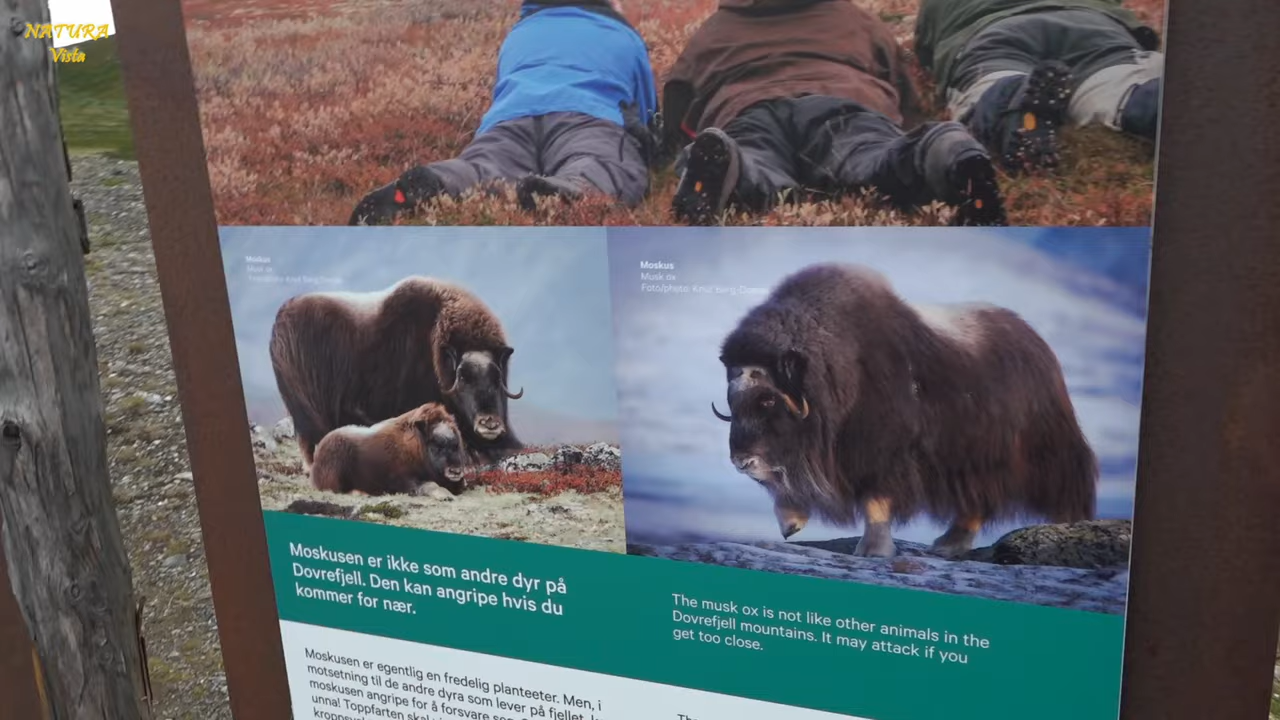 NATURA
Vista
Moskus
Musk ox
Moskus
Musk ox
Foto/photo: Knut
Moskusen er ikke som andre dyr på
Dovrefjell. Den kan angripe hvis du
kommer for nær.
The musk ox is not like other animals in the
Dovrefjell mountains. It may attack if you
get too close.
Moskusen er egentlig en fredelig planteeter. Men, i
motsetning til de andre dyra som lever på fjellet,
moskusen angripe for å forsvare seg
unna! Toppfarten